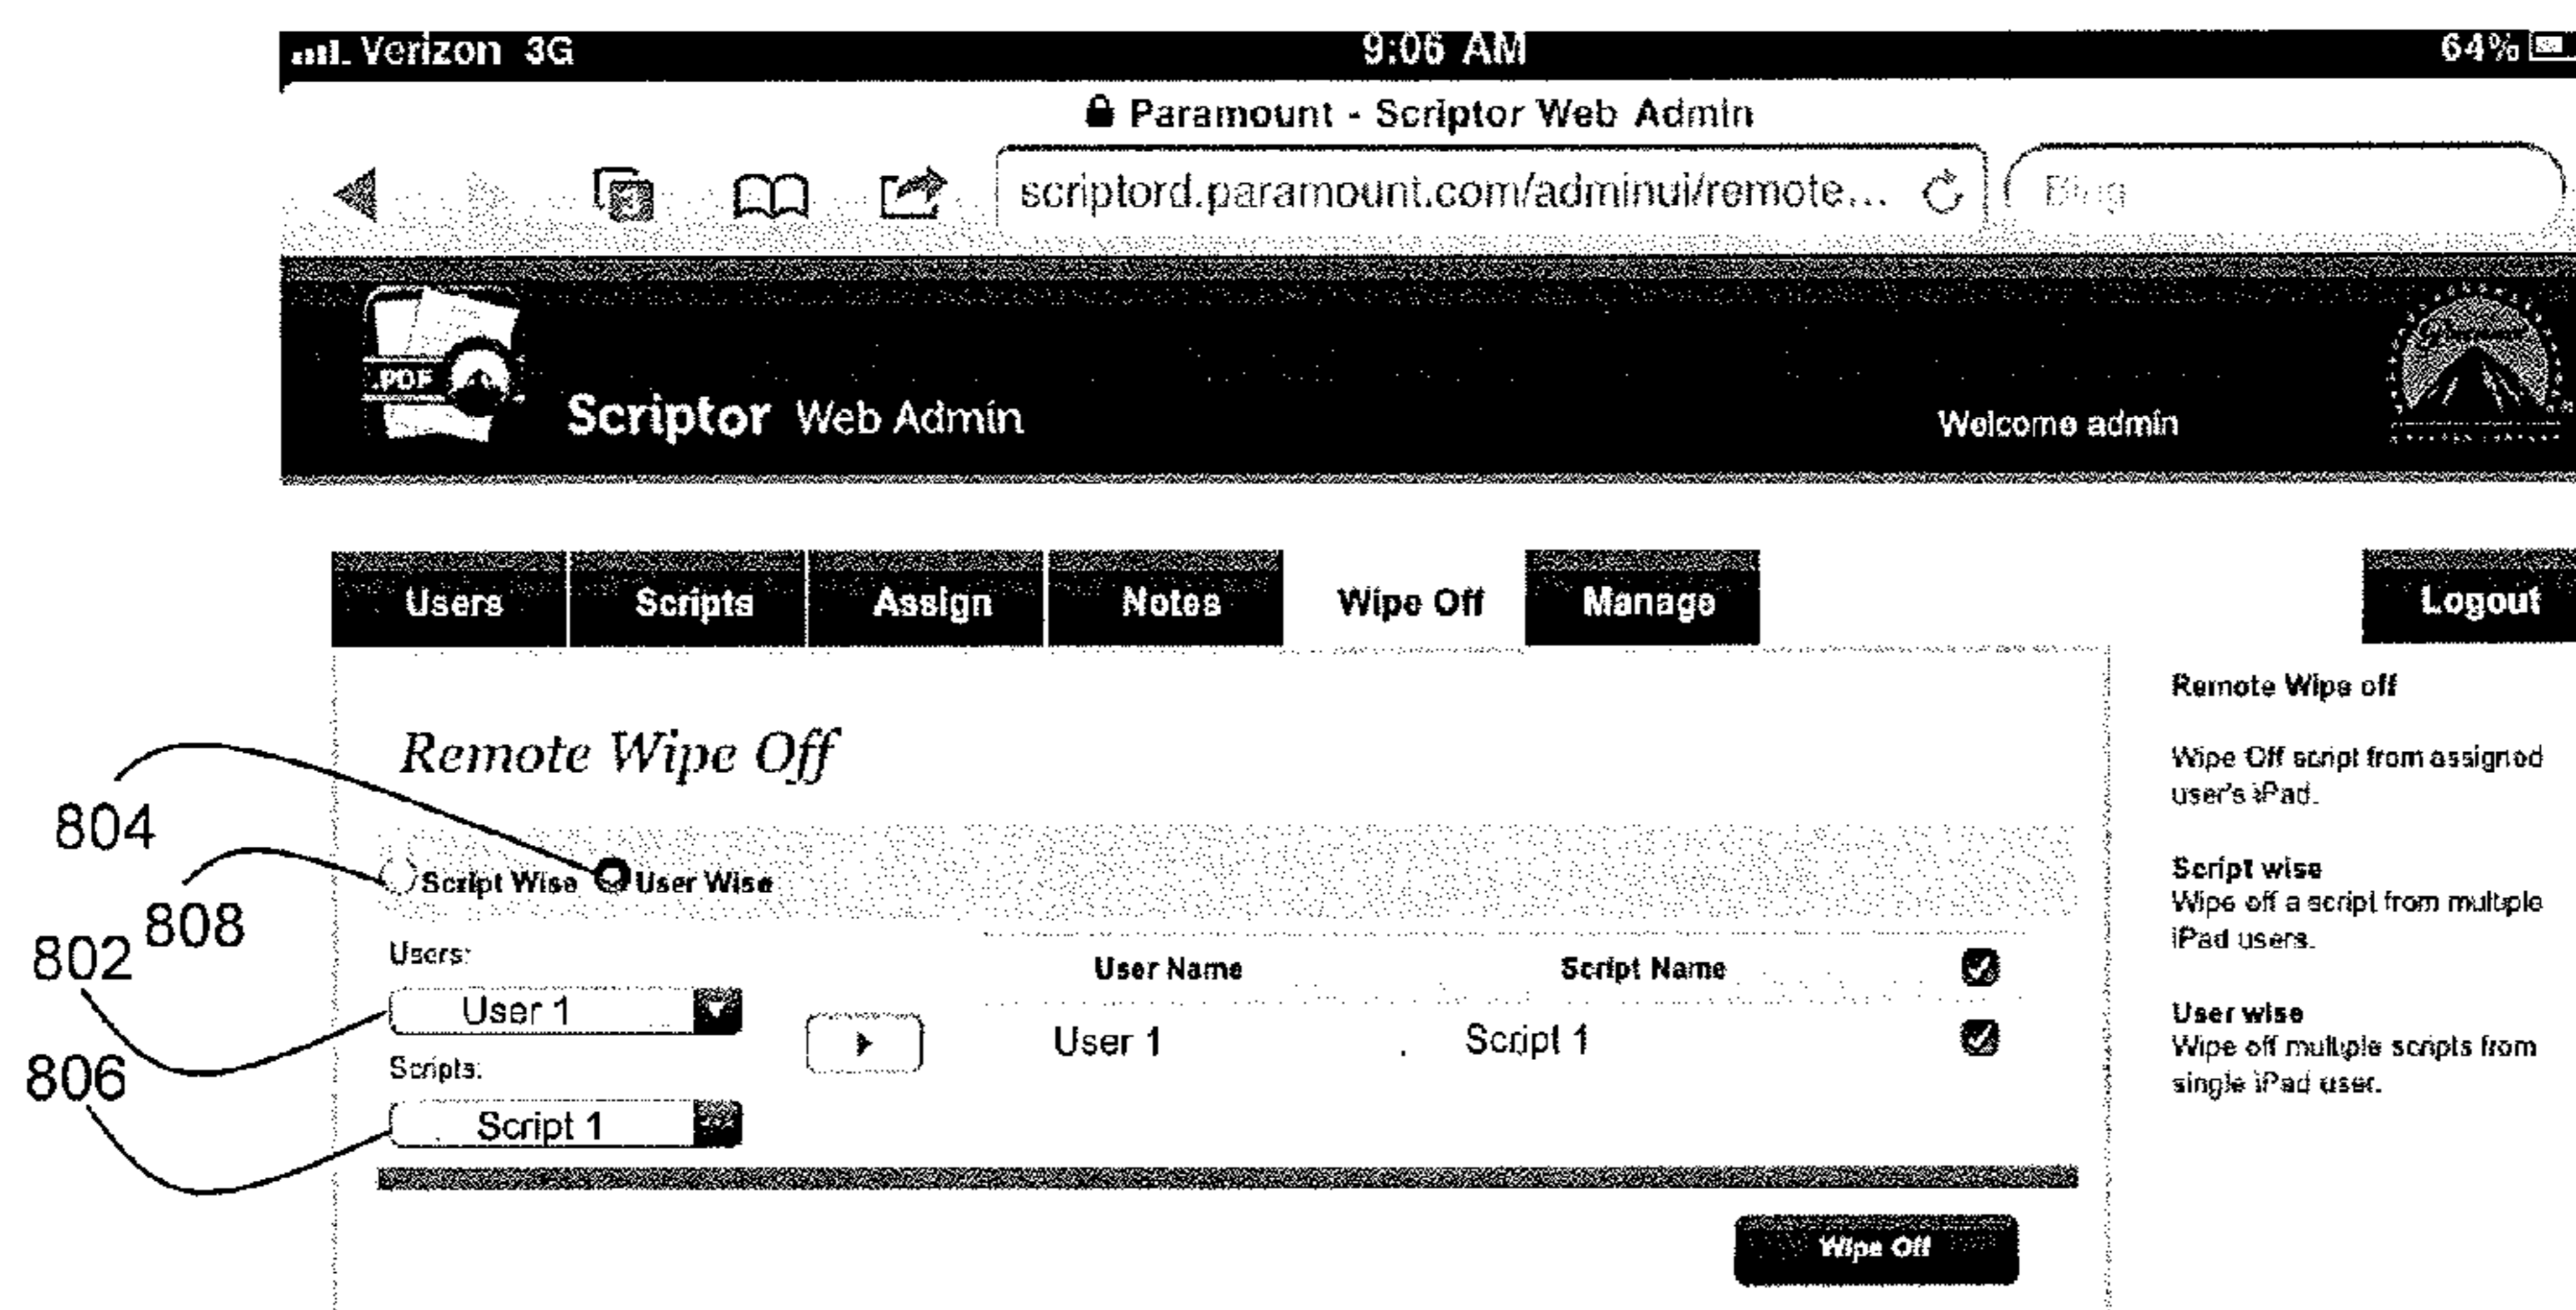 Verizon 3G 9:06 AM 64%
Paramount - Scriptor Web Admin
scriptord.paramount.com/adminui/remote...
.PDF
Scriptor Web Admin
Welcome admin
Users Scripts Assign Notes Wipe Off Manage Logout
Remote Wipe Off
804
808
802
806
Script Wise User Wise
Users:
User 1
Scripts:
Script 1
User Name Script Name
User 1 Script 1
Wipe Off
Remote Wipe off
Wipe Off script from assigned
user's iPad.
Script wise
Wipe off a script from multiple
iPad users.
User wise
Wipe off multiple scripts from
single iPad user.